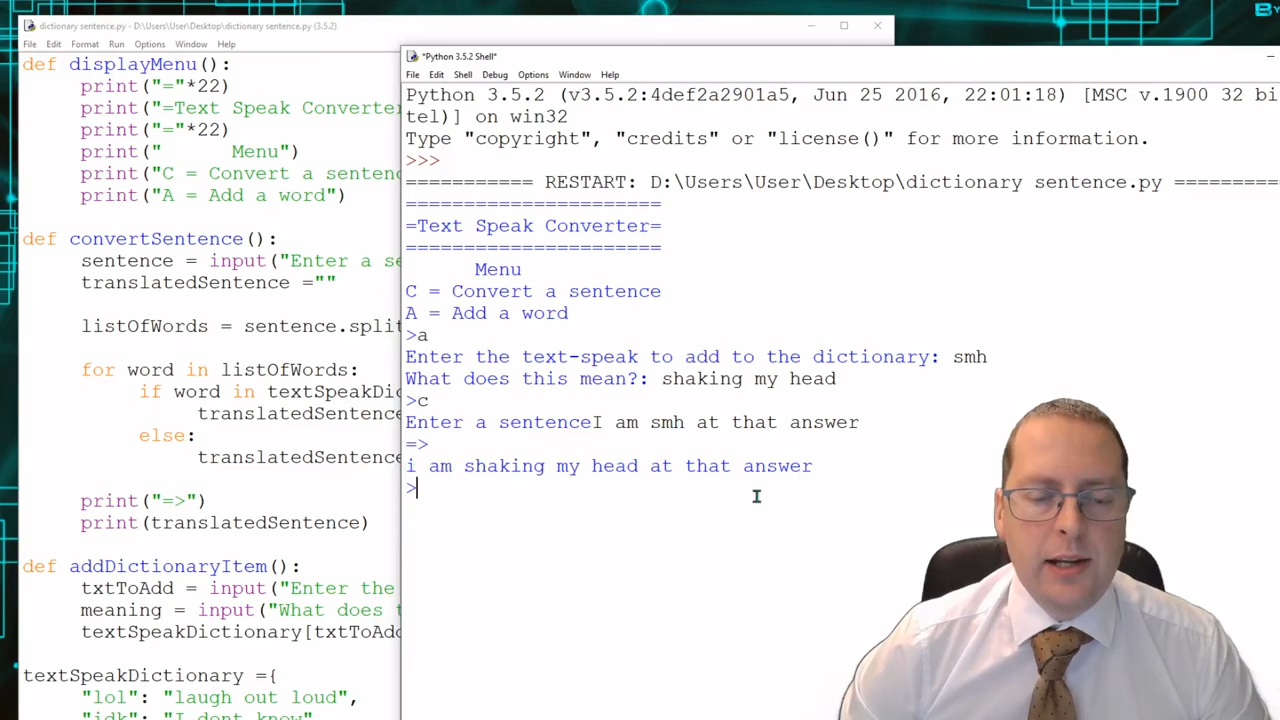 dictionary sentence.py - D:\Users\User\Desktop\dictionary sentence.py (3.5.2)
File Edit Format Run Options Window Help
def displayMenu():
print("="*22)
print("=Text Speak Converter
print("="*22)
print("      Menu")
print("C = Convert a sentenc
print("A = Add a word")
def convertSentence():
sentence = input("Enter a se
translatedSentence =""
listOfWords = sentence.split
for word in listOfWords:
if word in textSpeakDic
translatedSentence
else:
translatedSentence
print("=>")
print(translatedSentence)
def addDictionaryItem():
txtToAdd = input("Enter the
meaning = input("What does t
textSpeakDictionary[txtToAdd
textSpeakDictionary ={
"lol": "laugh out loud",
"idk": "I dont know"
*Python 3.5.2 Shell*
File Edit Shell Debug Options Window Help
Python 3.5.2 (v3.5.2:4def2a2901a5, Jun 25 2016, 22:01:18) [MSC v.1900 32 bi
tel)] on win32
Type "copyright", "credits" or "license()" for more information.
>>>
=========== RESTART: D:\Users\User\Desktop\dictionary sentence.py ===========
======================
=Text Speak Converter=
======================
Menu
C = Convert a sentence
A = Add a word
>a
Enter the text-speak to add to the dictionary: smh
What does this mean?: shaking my head
>c
Enter a sentenceI am smh at that answer
=>
i am shaking my head at that answer
>